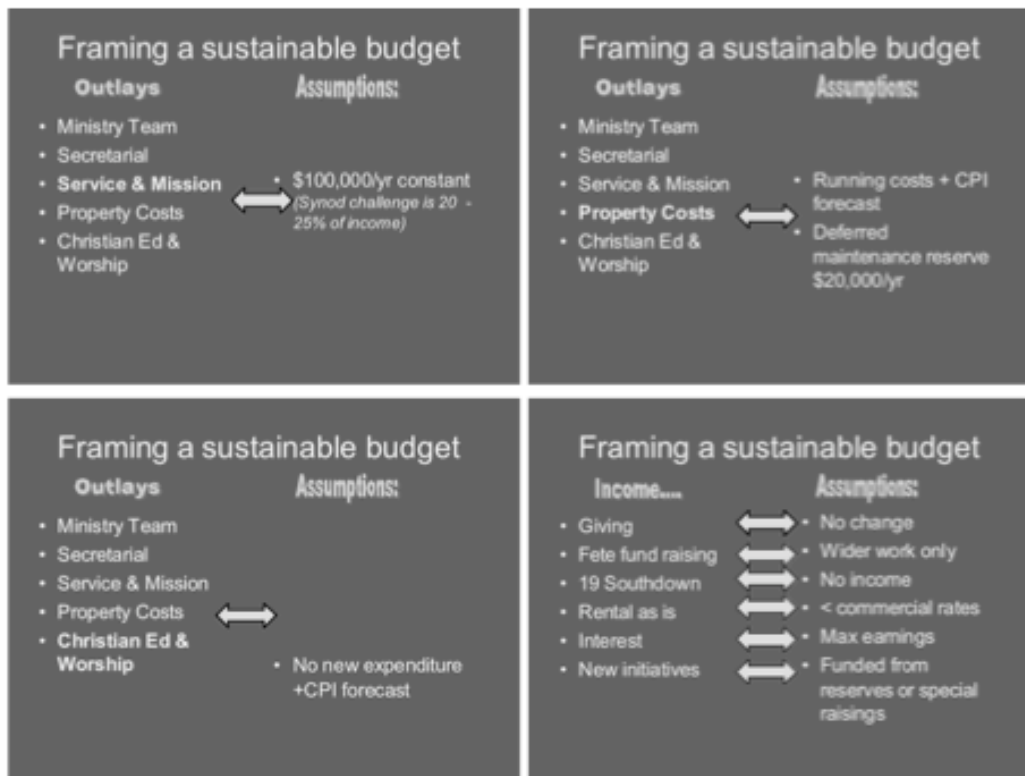 Framing a sustainable budget
Outlays
Assumptions:
• Ministry Team
• Secretarial
• Service & Mission
• Property Costs
• Christian Ed &
Worship
• $100,000/yr constant
(Synod challenge is 20 -
25% of income)
Framing a sustainable budget
Outlays
Assumptions:
• Ministry Team
• Secretarial
• Service & Mission
• Property Costs
• Christian Ed &
Worship
• Running costs + CPI
forecast
• Deferred
maintenance reserve
$20,000/yr
Framing a sustainable budget
Outlays
Assumptions:
• Ministry Team
• Secretarial
• Service & Mission
• Property Costs
• Christian Ed &
Worship
• No new expenditure
+CPI forecast
Framing a sustainable budget
Income....
Assumptions:
• Giving
• Fete fund raising
• 19 Southdown
• Rental as is
• Interest
• New initiatives
• No change
• Wider work only
• No income
• < commercial rates
• Max earnings
• Funded from
reserves or special
raisings